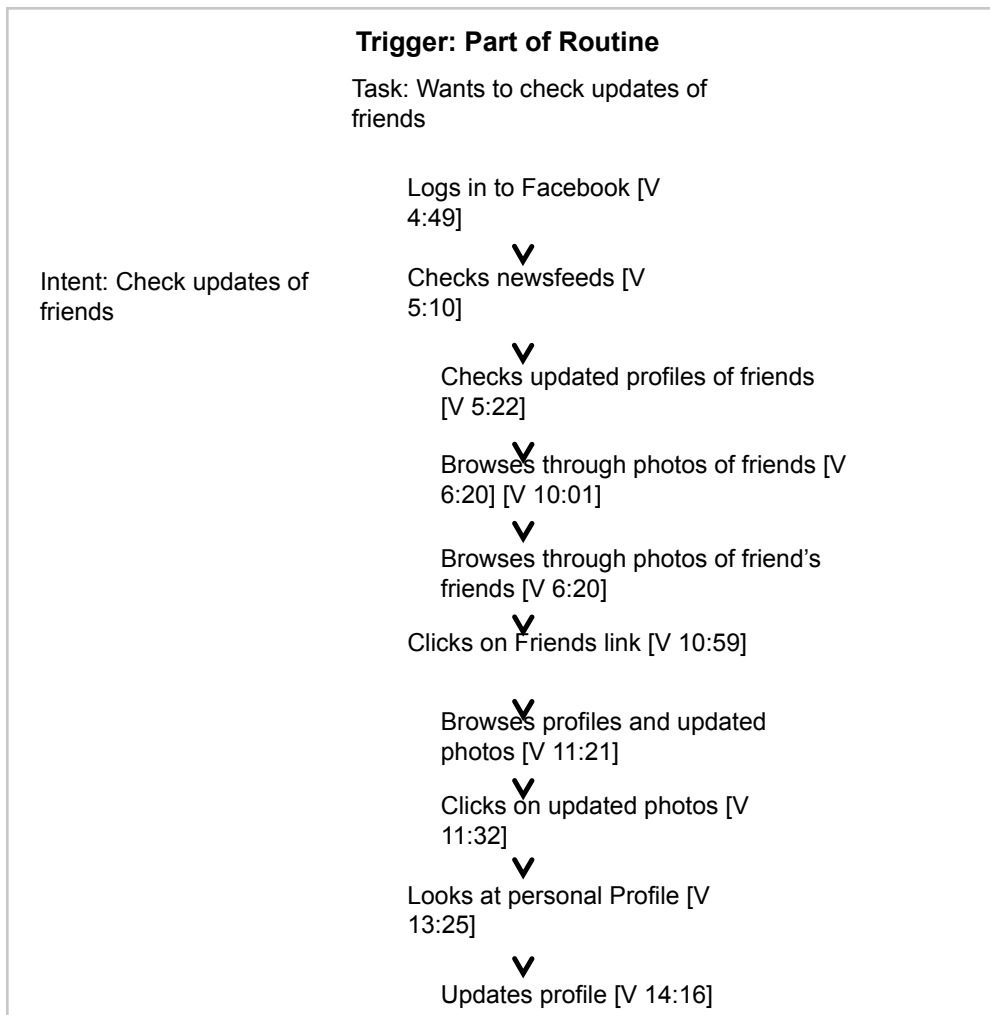 Trigger: Part of Routine
Task: Wants to check updates of
friends
Logs in to Facebook [V
4:49]
Intent: Check updates of
friends
Checks newsfeeds [V
5:10]
Checks updated profiles of friends
[V 5:22]
Browses through photos of friends [V
6:20] [V 10:01]
Browses through photos of friend’s
friends [V 6:20]
Clicks on Friends link [V 10:59]
Browses profiles and updated
photos [V 11:21]
Clicks on updated photos [V
11:32]
Looks at personal Profile [V
13:25]
Updates profile [V 14:16]